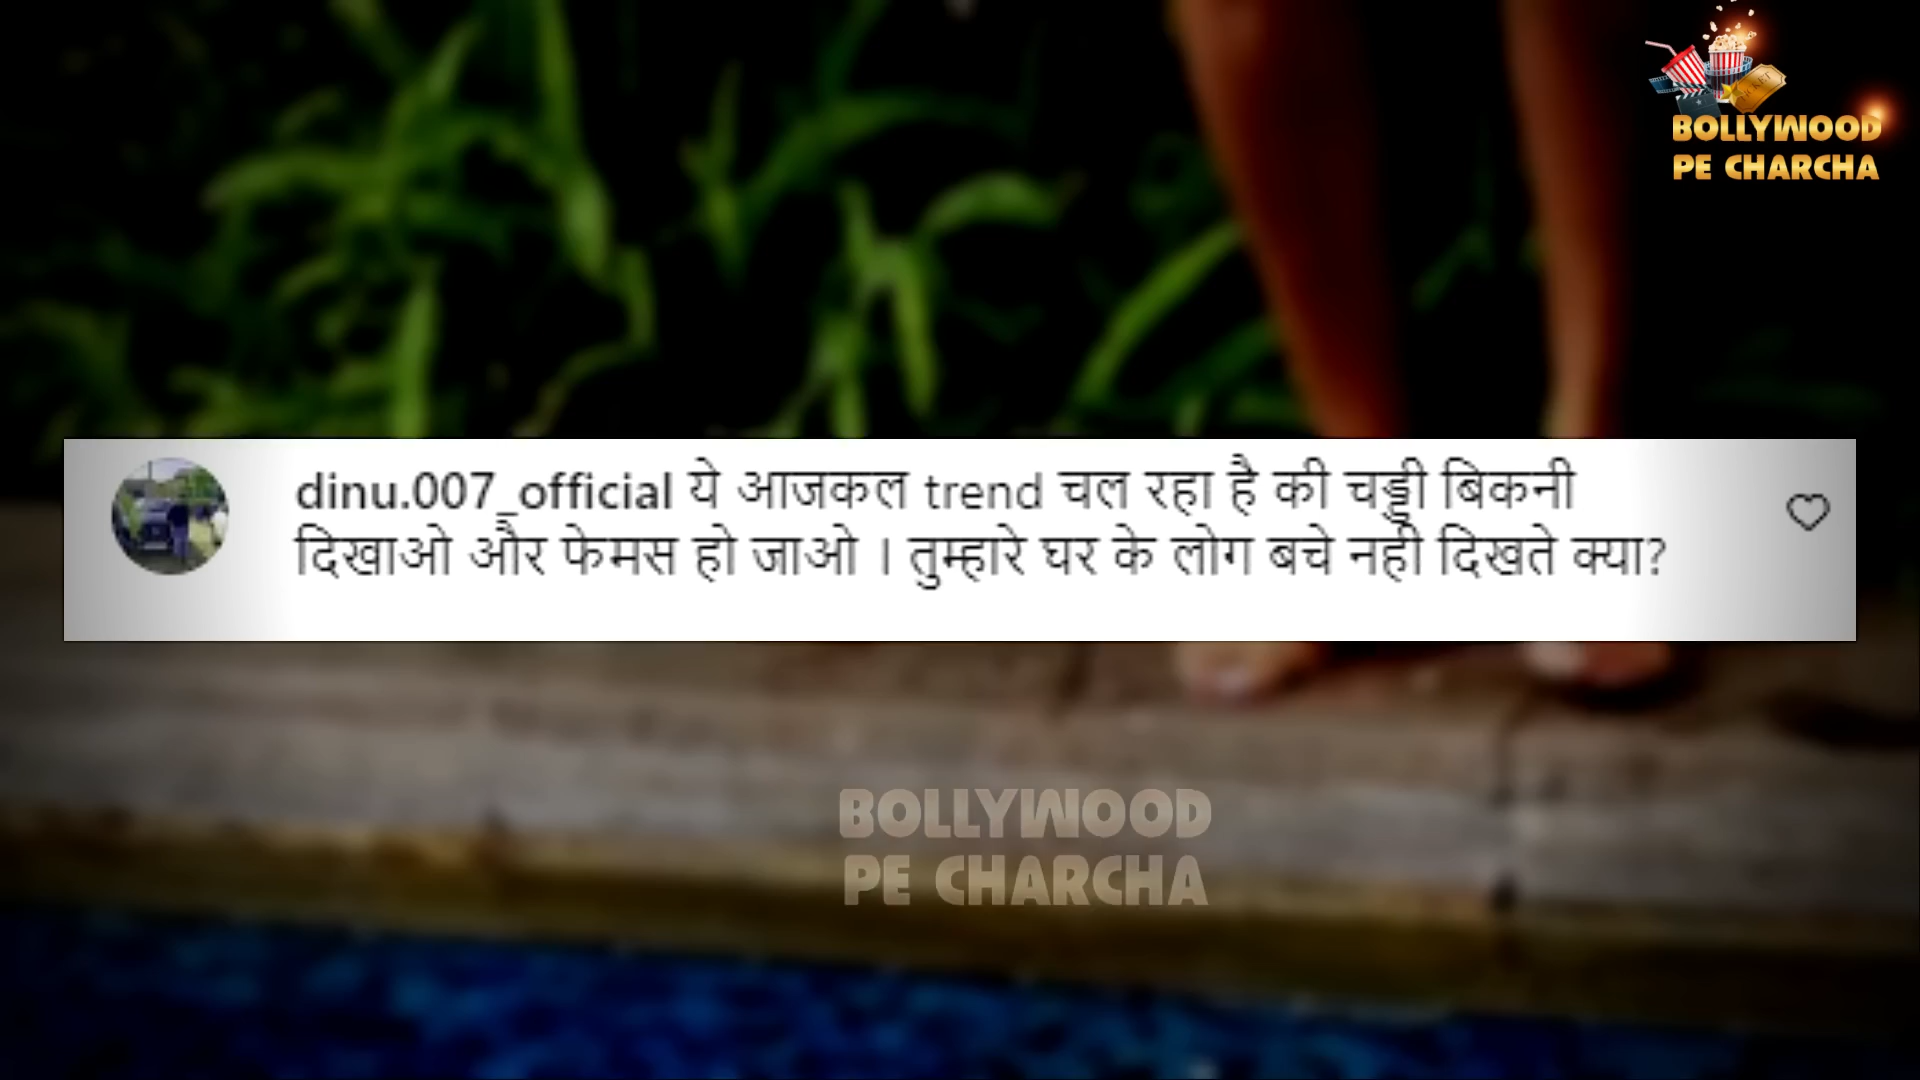 BOLLYWOOD
PE CHARCHA
dinu.007_official ये आजकल trend चल रहा है की चड्डी बिकनी
दिखाओ और फेमस हो जाओ । तुम्हारे घर के लोग बचे नही दिखते क्या?
BOLLYWOOD
PE CHARCHA